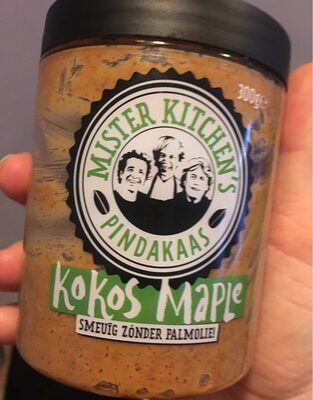 300g e
MISTER KITCHEN'S
PINDAKAAS
KOKOS MAPLE
SMEUÏG ZÓNDER PALMOLIE!